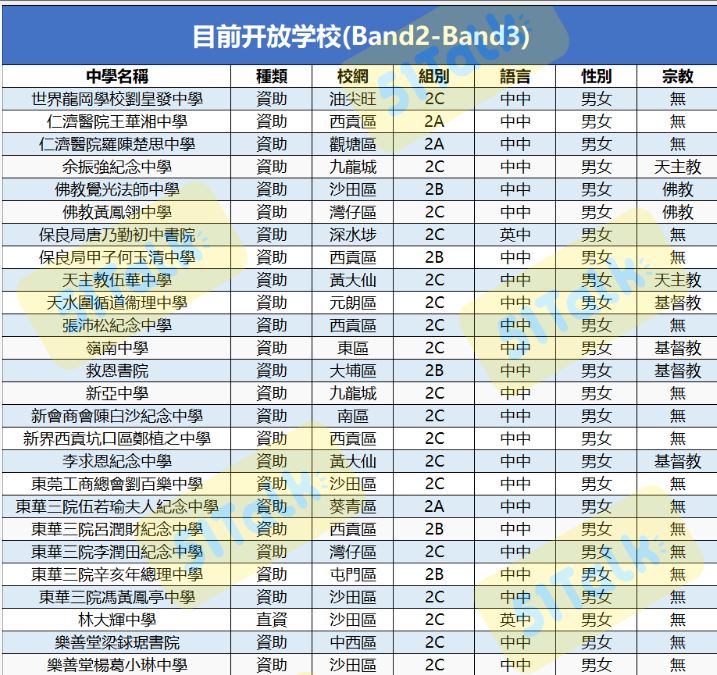 目前开放学校(Band2-Band3)
中學名稱 種類 校網 組別 語言 性別 宗教
世界龍岡學校劉皇發中學 資助 油尖旺 2C 中中 男女 無
仁濟醫院王華湘中學 資助 西貢區 2A 中中 男女 無
仁濟醫院羅陳楚思中學 資助 觀塘區 2A 中中 男女 無
余振強紀念中學 資助 九龍城 2C 中中 男女 天主教
佛教覺光法師中學 資助 沙田區 2B 中中 男女 佛教
佛教黃鳳翎中學 資助 灣仔區 2C 中中 男女 佛教
保良局唐乃勤初中書院 資助 深水埗 2C 英中 男女 無
保良局甲子何玉清中學 資助 西貢區 2B 中中 男女 無
天主教伍華中學 資助 黃大仙 2C 中中 男女 天主教
天水圍循道衞理中學 資助 元朗區 2C 中中 男女 基督教
張沛松紀念中學 資助 西貢區 2C 中中 男女 無
嶺南中學 資助 東區 2C 中中 男女 基督教
救恩書院 資助 大埔區 2B 中中 男女 基督教
新亞中學 資助 九龍城 2C 中中 男女 無
新會商會陳白沙紀念中學 資助 南區 2C 中中 男女 無
新界西貢坑口區鄭植之中學 資助 西貢區 2C 中中 男女 無
李求恩紀念中學 資助 黃大仙 2C 中中 男女 基督教
東莞工商總會劉百樂中學 資助 沙田區 2C 中中 男女 無
東華三院伍若瑜夫人紀念中學 資助 葵青區 2A 中中 男女 無
東華三院呂潤財紀念中學 資助 西貢區 2B 中中 男女 無
東華三院李潤田紀念中學 資助 灣仔區 2C 中中 男女 無
東華三院辛亥年總理中學 資助 屯門區 2B 中中 男女 無
東華三院馮黃鳳亭中學 資助 沙田區 2C 中中 男女 無
林大輝中學 直資 沙田區 2C 英中 男女 無
樂善堂梁銶琚書院 資助 中西區 2C 中中 男女 無
樂善堂楊葛小琳中學 資助 沙田區 2C 中中 男女 無
51Talk
51Talk
51Talk
51Talk
51Talk